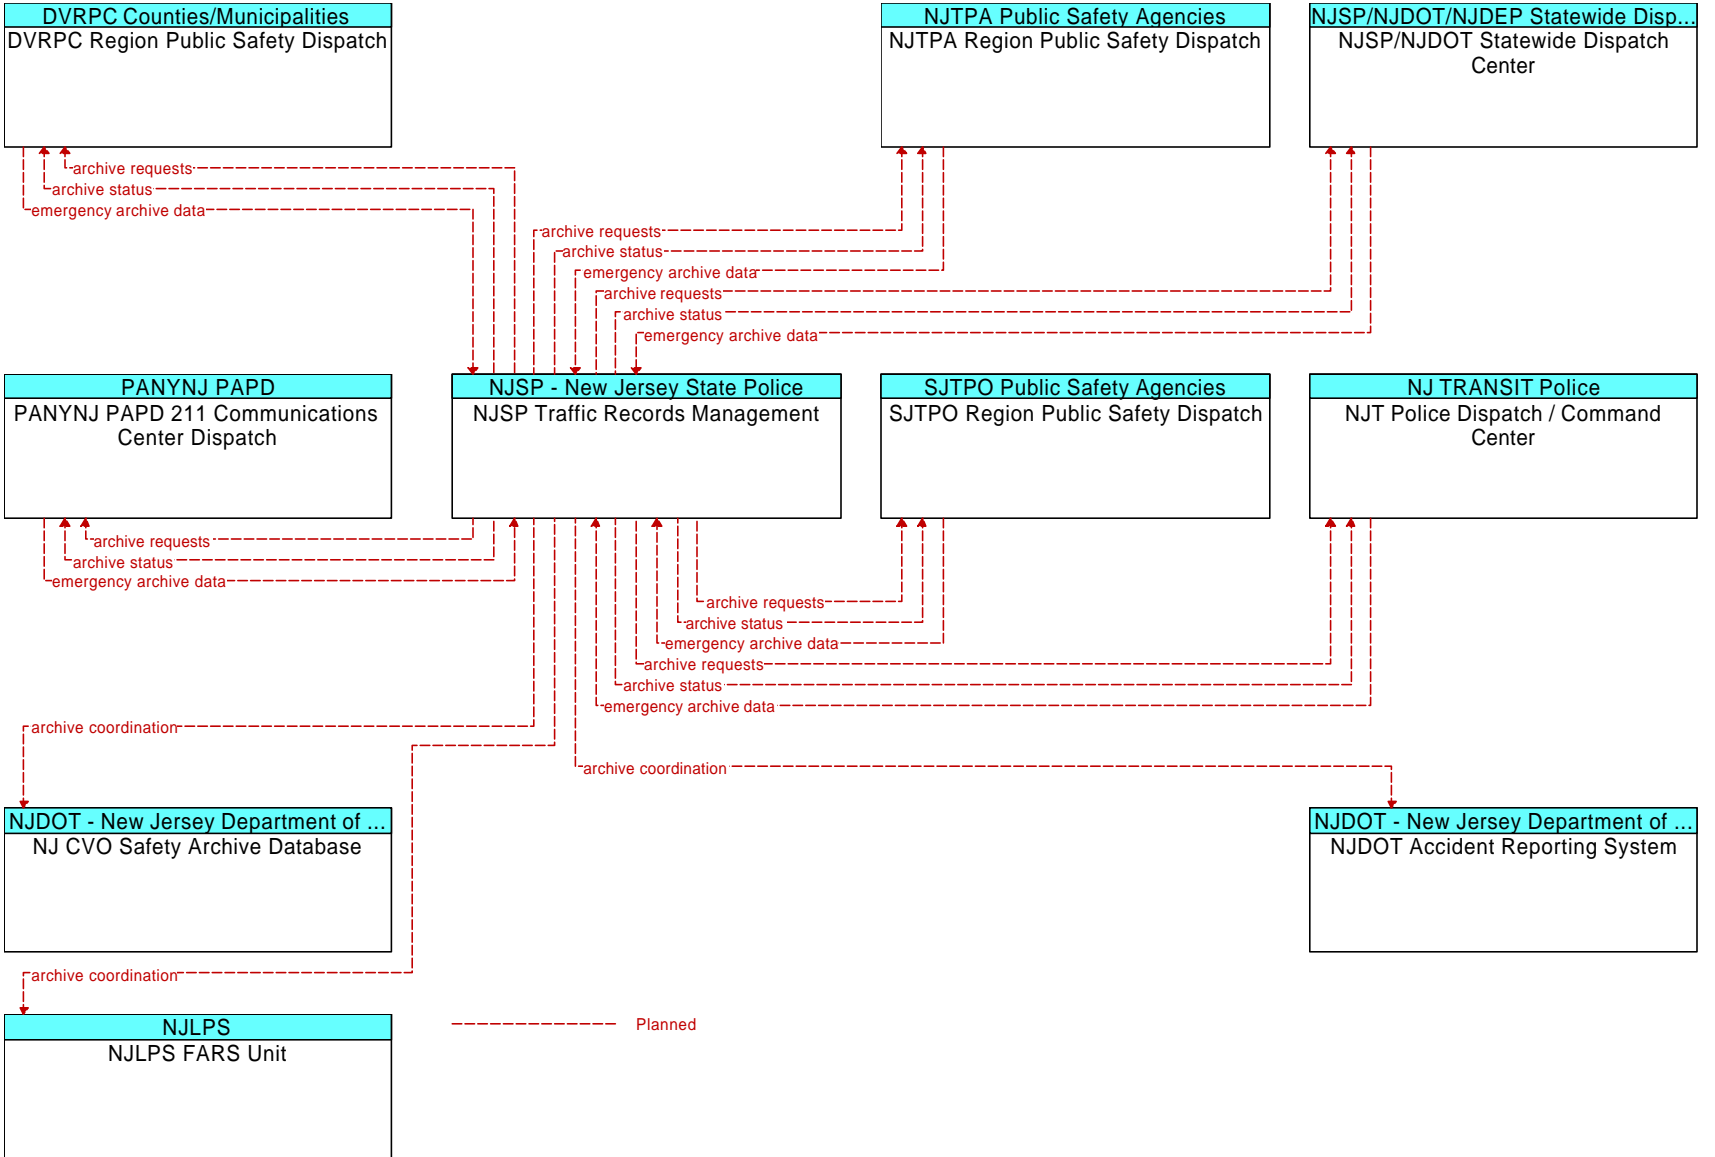 DVRPC Counties/Municipalities
DVRPC Region Public Safety Dispatch
NJTPA Public Safety Agencies
NJTPA Region Public Safety Dispatch
NJSP/NJDOT/NJDEP Statewide Disp...
NJSP/NJDOT Statewide Dispatch
Center
archive requests
archive status
emergency archive data
archive requests
archive status
emergency archive data
archive requests
archive status
emergency archive data
PANYNJ PAPD
PANYNJ PAPD 211 Communications
Center Dispatch
NJSP - New Jersey State Police
NJSP Traffic Records Management
SJTPO Public Safety Agencies
SJTPO Region Public Safety Dispatch
NJ TRANSIT Police
NJT Police Dispatch / Command
Center
archive requests
archive status
emergency archive data
archive requests
archive status
emergency archive data
archive requests
archive status
emergency archive data
archive coordination
archive coordination
NJDOT - New Jersey Department of ...
NJ CVO Safety Archive Database
NJDOT - New Jersey Department of ...
NJDOT Accident Reporting System
archive coordination
NJLPS
NJLPS FARS Unit
Planned